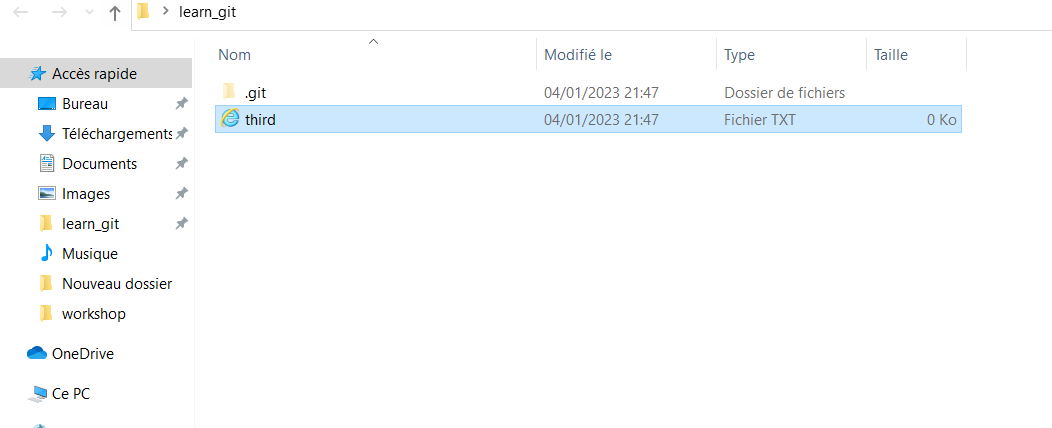 learn_git
Nom Modifié le Type Taille
.git 04/01/2023 21:47 Dossier de fichiers
third 04/01/2023 21:47 Fichier TXT 0 Ko
Accès rapide
Bureau
Téléchargements
Documents
Images
learn_git
Musique
Nouveau dossier
workshop
OneDrive
Ce PC